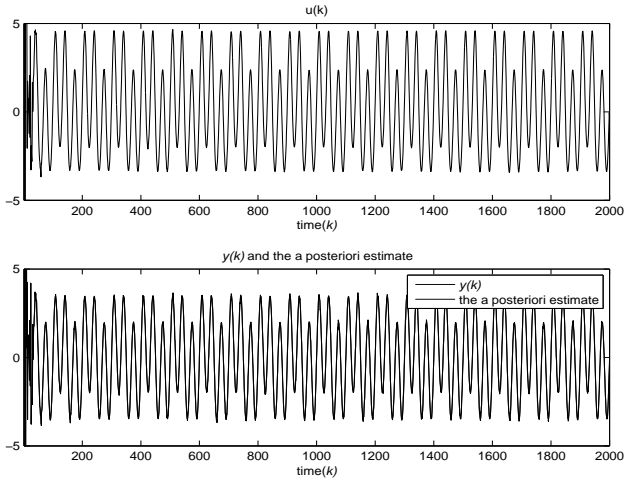 u(k)
5
0
−5
200 400 600 800 1000 1200 1400 1600 1800 2000
time(k)
y(k) and the a posteriori estimate
5
0
−5
y(k)
the a posteriori estimate
200 400 600 800 1000 1200 1400 1600 1800 2000
time(k)